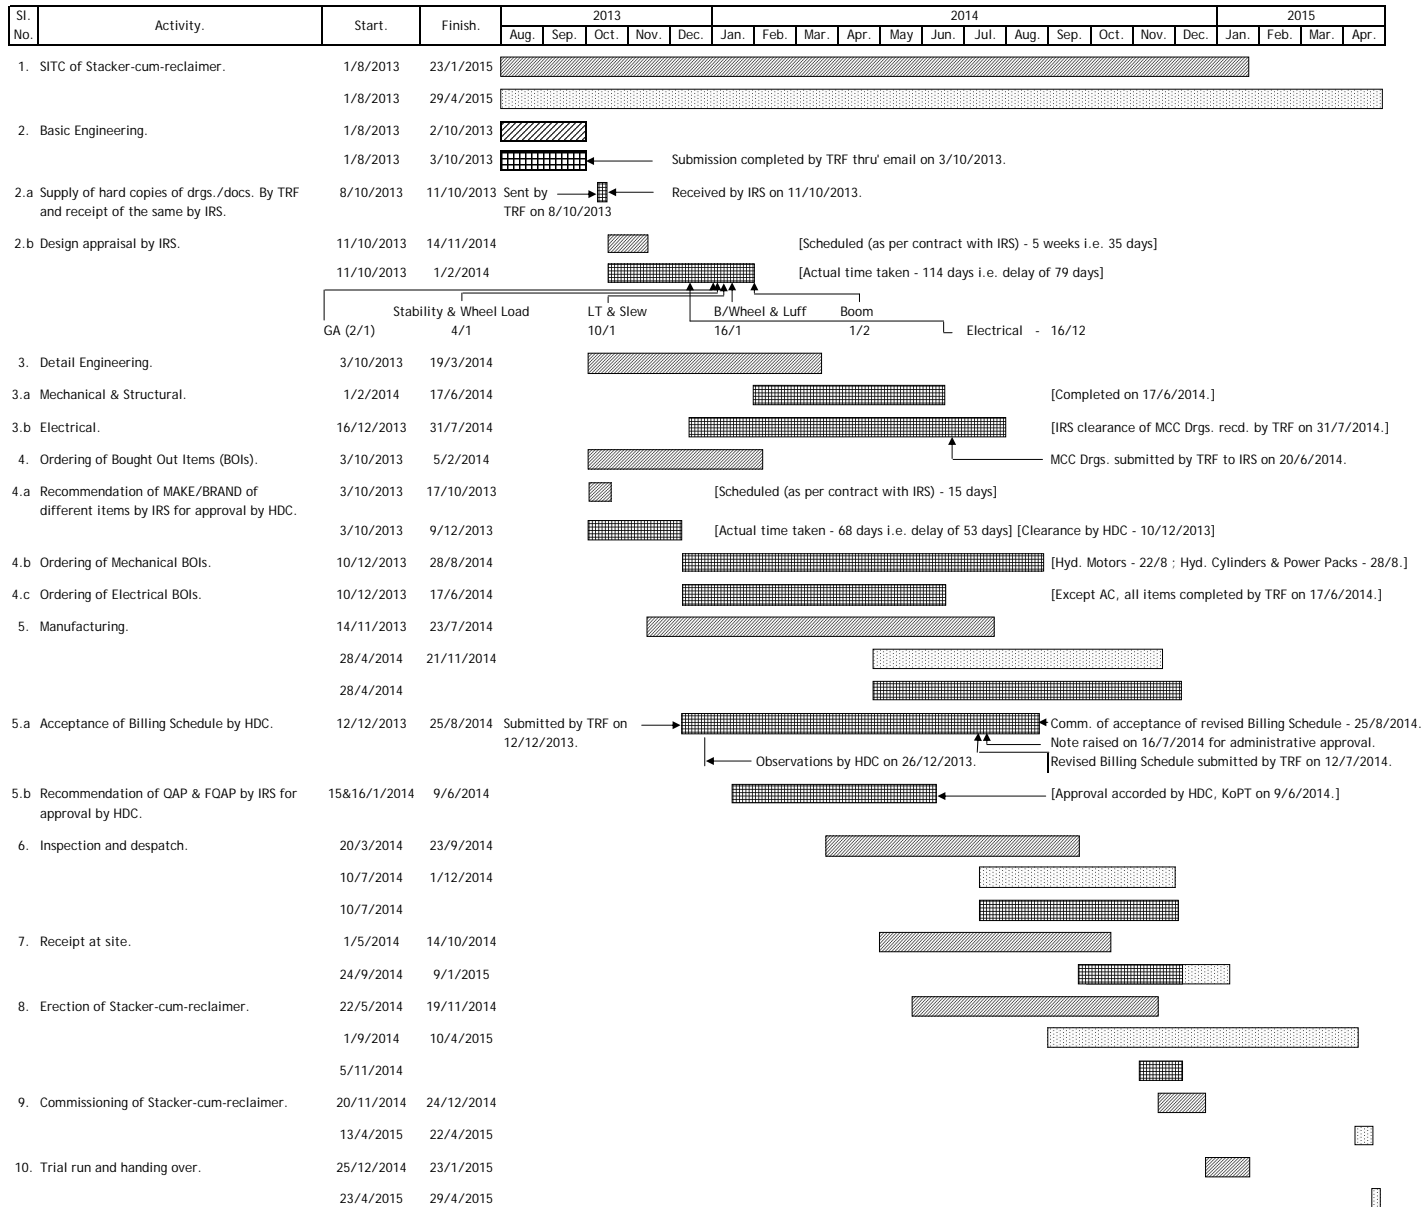 Sl. No. Activity. Start. Finish. 2013 2014 2015
Aug. Sep. Oct. Nov. Dec. Jan. Feb. Mar. Apr. May Jun. Jul. Aug. Sep. Oct. Nov. Dec. Jan. Feb. Mar. Apr.
1. SITC of Stacker-cum-reclaimer. 1/8/2013 23/1/2015
1/8/2013 29/4/2015
2. Basic Engineering. 1/8/2013 2/10/2013
1/8/2013 3/10/2013 Submission completed by TRF thru' email on 3/10/2013.
2.a Supply of hard copies of drgs./docs. By TRF 8/10/2013 11/10/2013 Sent by Received by IRS on 11/10/2013.
and receipt of the same by IRS. TRF on 8/10/2013
2.b Design appraisal by IRS. 11/10/2013 14/11/2014 [Scheduled (as per contract with IRS) - 5 weeks i.e. 35 days]
11/10/2013 1/2/2014 [Actual time taken - 114 days i.e. delay of 79 days]
Stability & Wheel Load LT & Slew B/Wheel & Luff Boom
GA (2/1) 4/1 10/1 16/1 1/2 Electrical - 16/12
3. Detail Engineering. 3/10/2013 19/3/2014
3.a Mechanical & Structural. 1/2/2014 17/6/2014 [Completed on 17/6/2014.]
3.b Electrical. 16/12/2013 31/7/2014 [IRS clearance of MCC Drgs. recd. by TRF on 31/7/2014.]
4. Ordering of Bought Out Items (BOIs). 3/10/2013 5/2/2014 MCC Drgs. submitted by TRF to IRS on 20/6/2014.
4.a Recommendation of MAKE/BRAND of 3/10/2013 17/10/2013 [Scheduled (as per contract with IRS) - 15 days]
different items by IRS for approval by HDC.
3/10/2013 9/12/2013 [Actual time taken - 68 days i.e. delay of 53 days] [Clearance by HDC - 10/12/2013]
4.b Ordering of Mechanical BOIs. 10/12/2013 28/8/2014 [Hyd. Motors - 22/8 ; Hyd. Cylinders & Power Packs - 28/8.]
4.c Ordering of Electrical BOIs. 10/12/2013 17/6/2014 [Except AC, all items completed by TRF on 17/6/2014.]
5. Manufacturing. 14/11/2013 23/7/2014
28/4/2014 21/11/2014
28/4/2014
5.a Acceptance of Billing Schedule by HDC. 12/12/2013 25/8/2014 Submitted by TRF on Comm. of acceptance of revised Billing Schedule - 25/8/2014.
12/12/2013. Note raised on 16/7/2014 for administrative approval.
Observations by HDC on 26/12/2013. Revised Billing Schedule submitted by TRF on 12/7/2014.
5.b Recommendation of QAP & FQAP by IRS for 15&16/1/2014 9/6/2014 [Approval accorded by HDC, KoPT on 9/6/2014.]
approval by HDC.
6. Inspection and despatch. 20/3/2014 23/9/2014
10/7/2014 1/12/2014
10/7/2014
7. Receipt at site. 1/5/2014 14/10/2014
24/9/2014 9/1/2015
8. Erection of Stacker-cum-reclaimer. 22/5/2014 19/11/2014
1/9/2014 10/4/2015
5/11/2014
9. Commissioning of Stacker-cum-reclaimer. 20/11/2014 24/12/2014
13/4/2015 22/4/2015
10. Trial run and handing over. 25/12/2014 23/1/2015
23/4/2015 29/4/2015